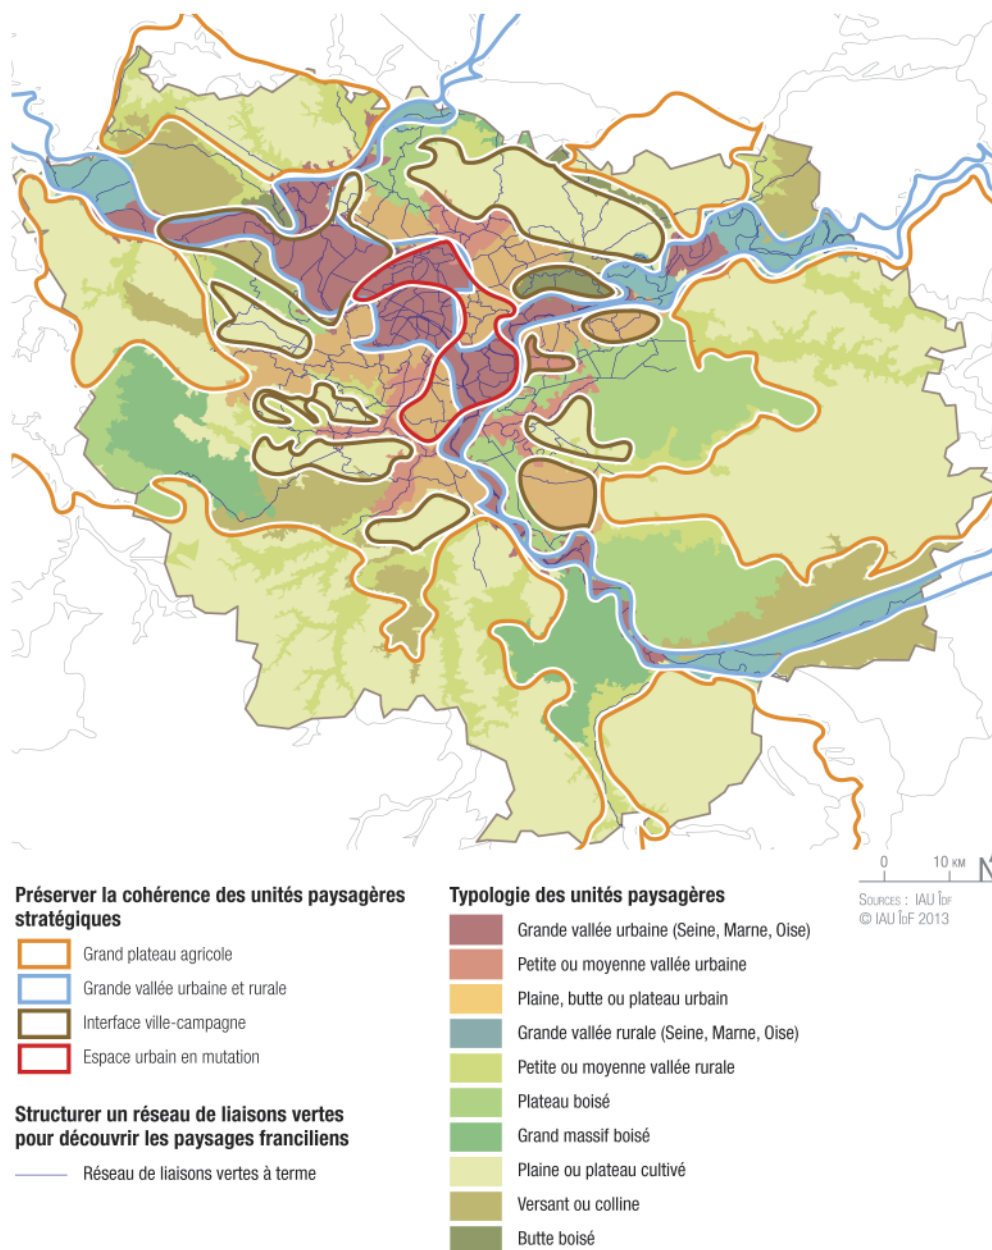 0 10 KM N
SOURCES : IAU ÎDF
© IAU ÎDF 2013
Préserver la cohérence des unités paysagères
stratégiques
Grand plateau agricole
Grande vallée urbaine et rurale
Interface ville-campagne
Espace urbain en mutation
Structurer un réseau de liaisons vertes
pour découvrir les paysages franciliens
Réseau de liaisons vertes à terme
Typologie des unités paysagères
Grande vallée urbaine (Seine, Marne, Oise)
Petite ou moyenne vallée urbaine
Plaine, butte ou plateau urbain
Grande vallée rurale (Seine, Marne, Oise)
Petite ou moyenne vallée rurale
Plateau boisé
Grand massif boisé
Plaine ou plateau cultivé
Versant ou colline
Butte boisé